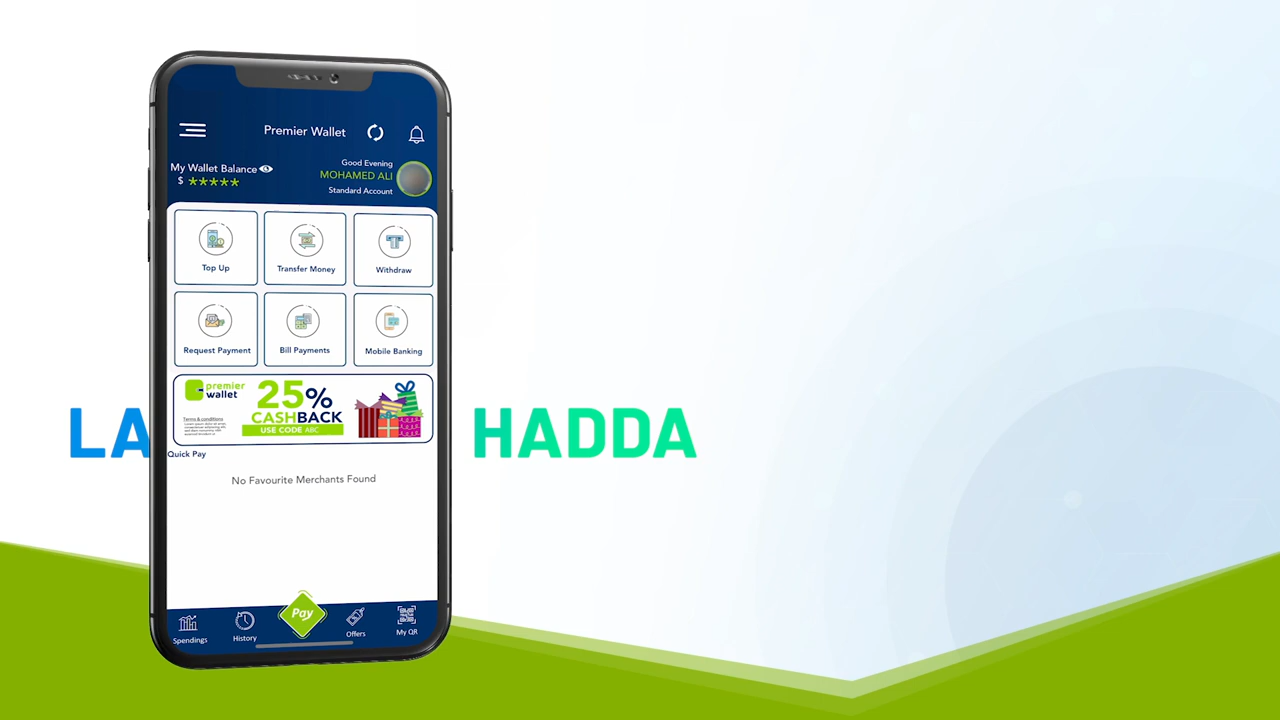 Premier Wallet
My Wallet Balance
$ *****
Good Evening
MOHAMED ALI
Standard Account
Top Up
Transfer Money
Withdraw
Request Payment
Bill Payments
Mobile Banking
premier
wallet
Terms & conditions
25%
CASHBACK
USE CODE ABC
LA
HADDA
Quick Pay
No Favourite Merchants Found
Spendings
History
Pay
Offers
My QR